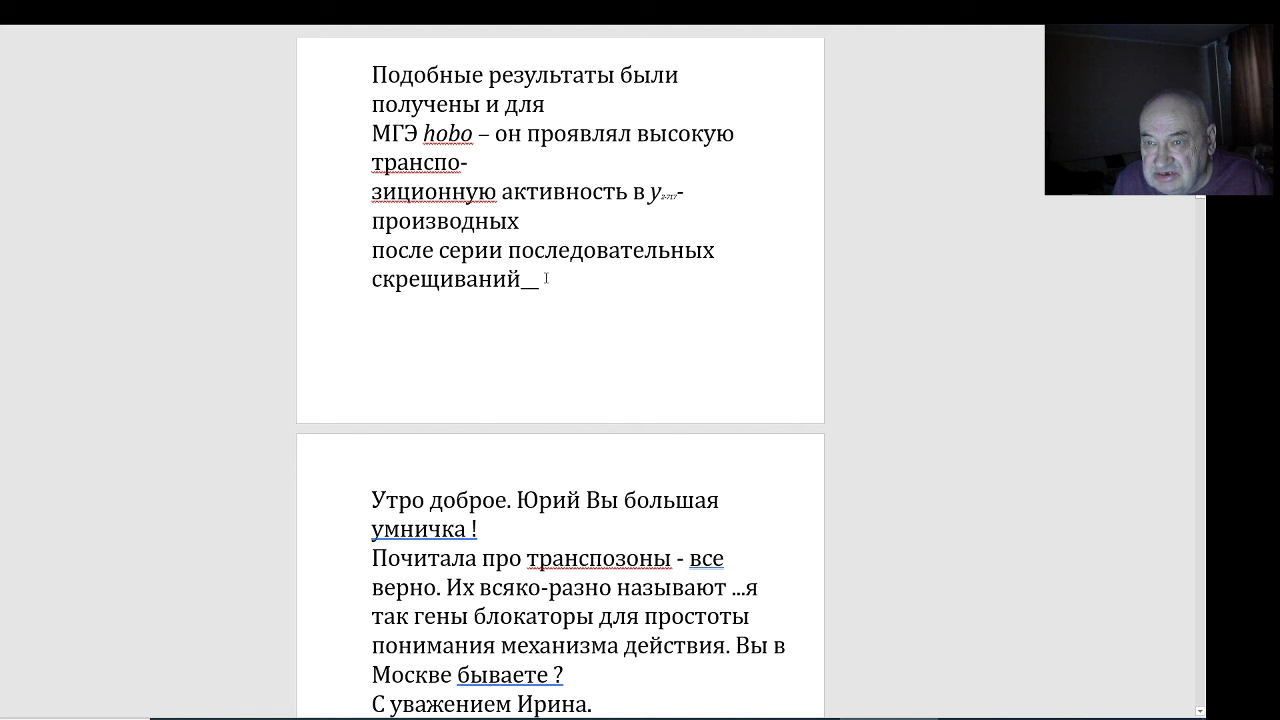 Подобные результаты были
получены и для
МГЭ hobo – он проявлял высокую
транспо-
зиционную активность в y2-717-
производных
после серии последовательных
скрещиваний__
Утро доброе. Юрий Вы большая
умничка !
Почитала про транспозоны - все
верно. Их всяко-разно называют ...я
так гены блокаторы для простоты
понимания механизма действия. Вы в
Москве бываете ?
С уважением Ирина.